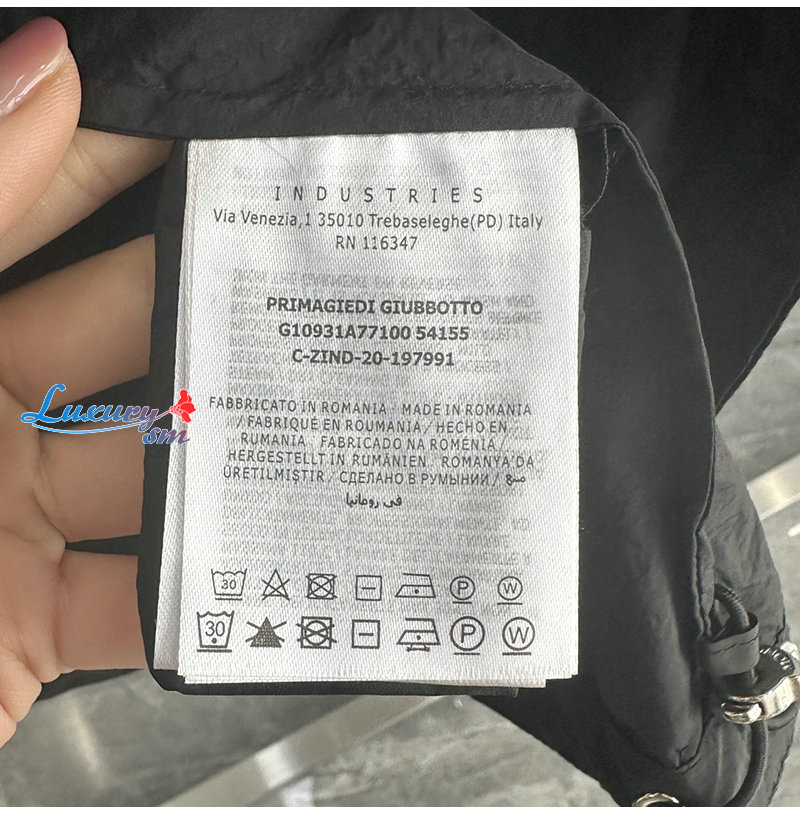 I N D U S T R I E S
Via Venezia,1 35010 Trebaseleghe(PD) Italy
RN 116347
PRIMAGIEDI GIUBBOTTO
G10931A77100 54155
C-ZIND-20-197991
Luxury
sm
FABBRICATO IN ROMANIA - MADE IN ROMANIA
/ FABRIQUÉ EN ROUMANIA / HECHO EN
RUMANIA . FABRICADO NA ROMÉNIA /
HERGESTELLT IN RUMÄNIEN . ROMANYA'DA
ÜRETILMIŞTIR / СДЕЛАНО В РУМЫНИИ / صنع
في رومانيا
30 P W
30 P W